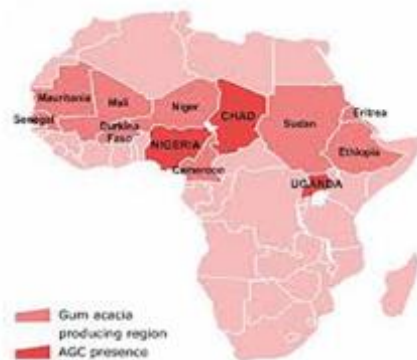 Mauritania
Mali
Niger
CHAD
Senegal
Sudan
Eritrea
Burkina
Faso
NIGERIA
Ethiopia
Cameroon
UGANDA
Gum acacia
producing region
AGC presence